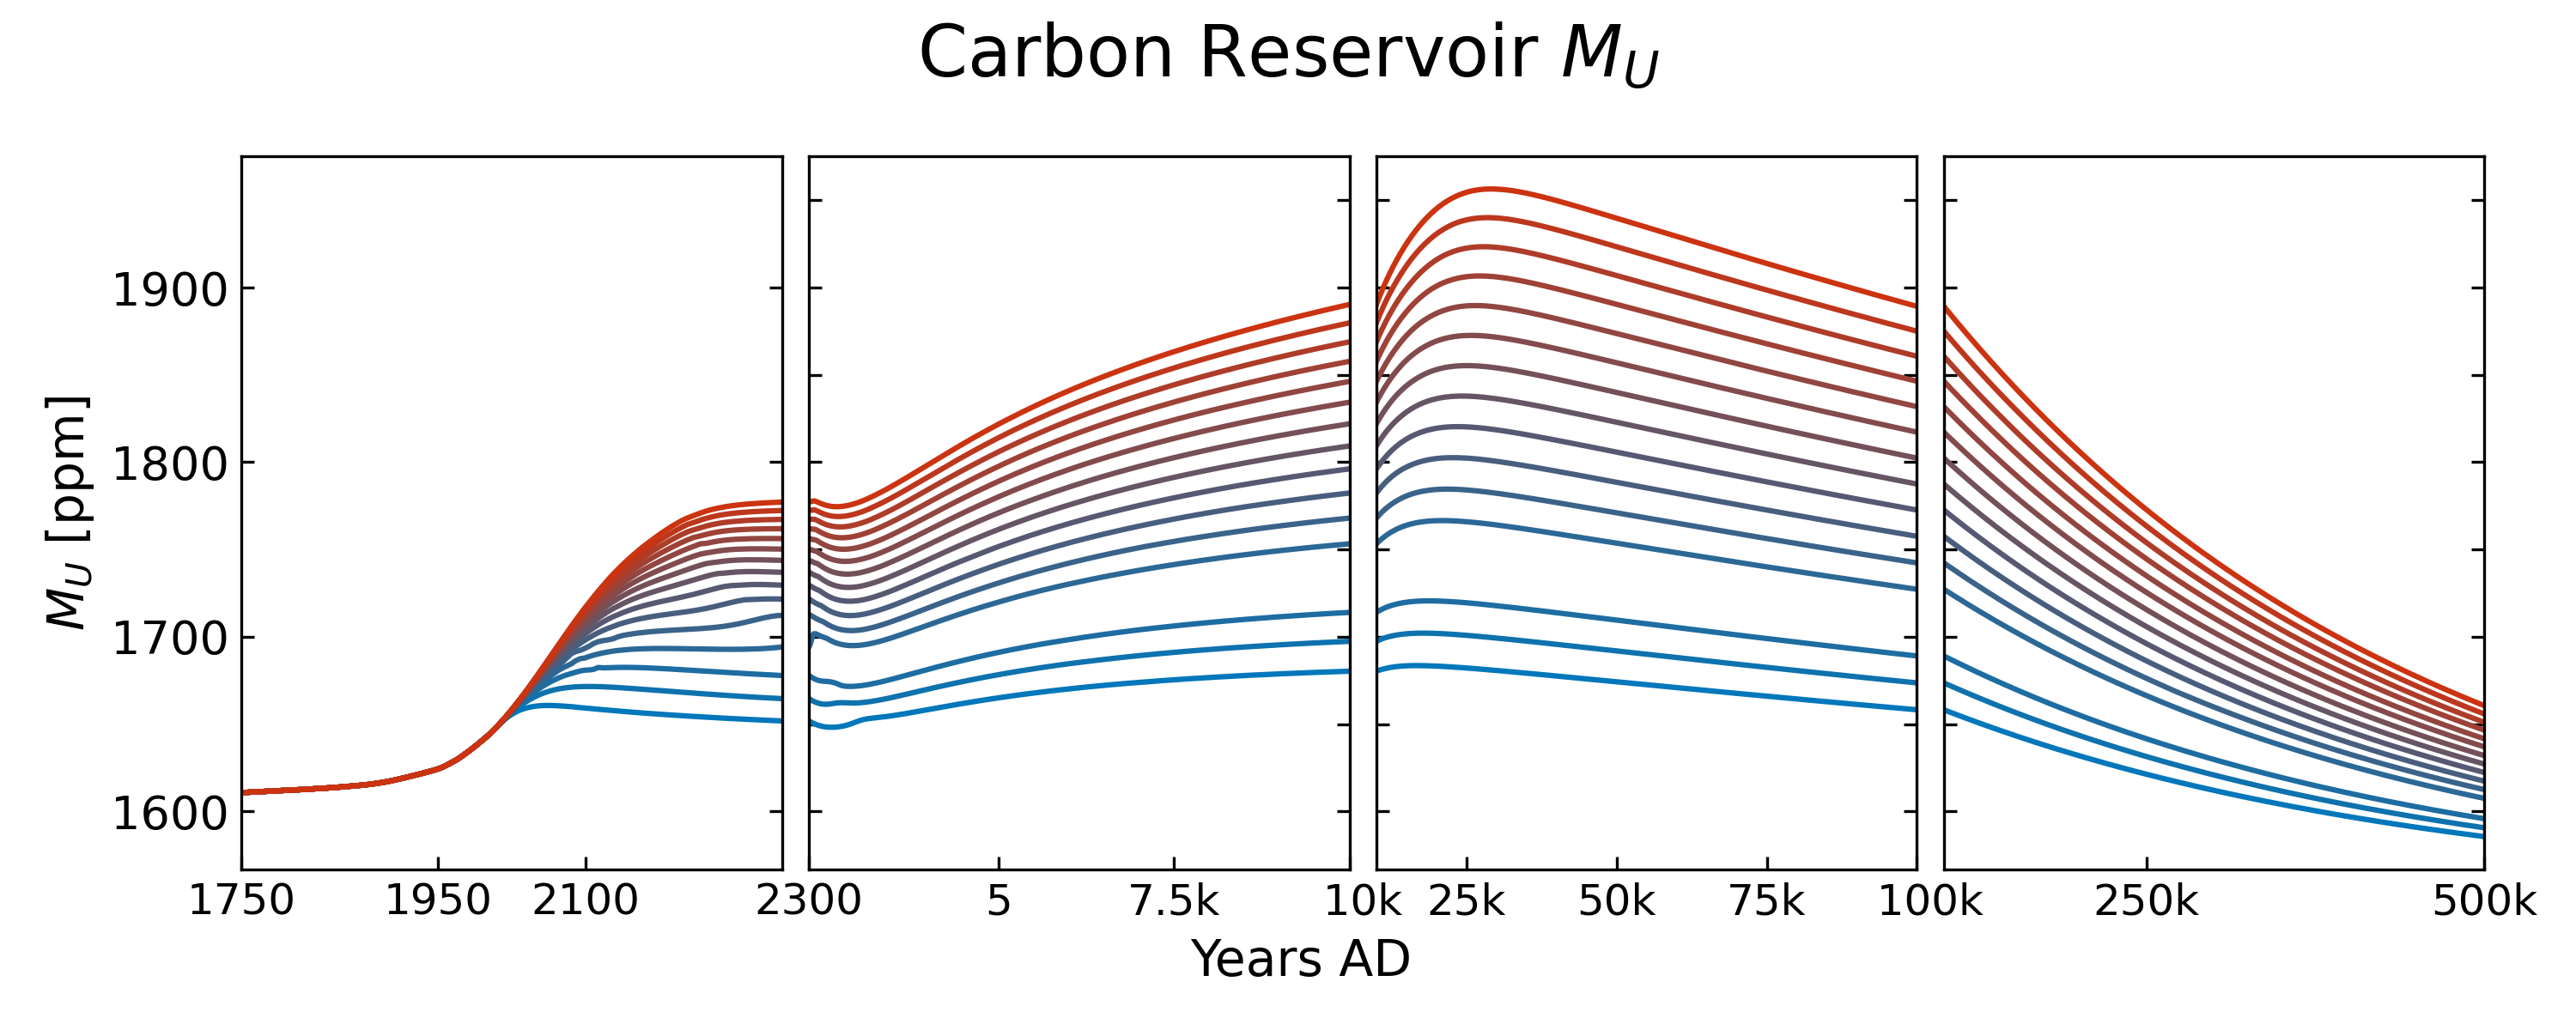 Carbon Reservoir M_U
M_U [ppm]
1900
1800
1700
1600
1750 1950 2100 2300 5 7.5k 10k 25k 50k 75k 100k 250k 500k
Years AD